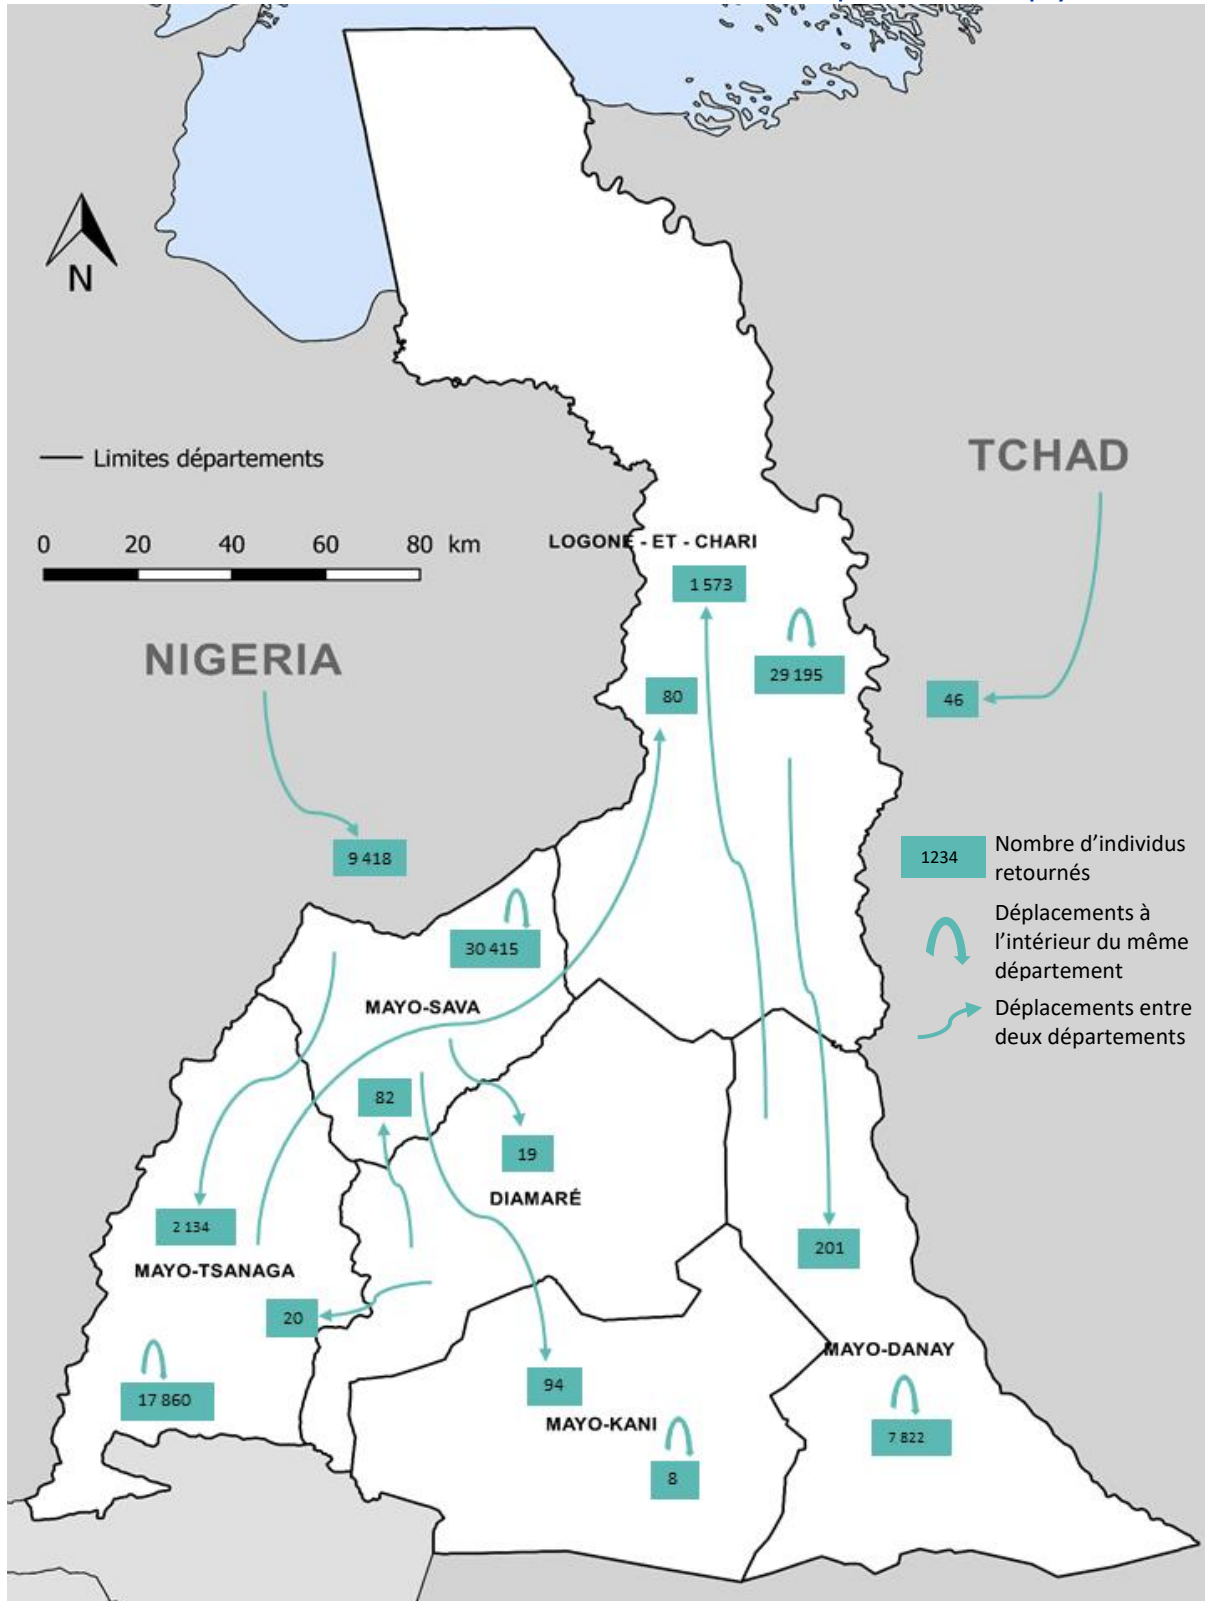 N
Limites départements
0 20 40 60 80 km
TCHAD
NIGERIA
LOGONE - ET - CHARI
1 573
29 195
80
46
9 418
1234
Nombre d’individus
retournés
Déplacements à
l’intérieur du même
département
Déplacements entre
deux départements
30 415
MAYO-SAVA
82
19
DIAMARÉ
2 134
MAYO-TSANAGA
201
20
17 860
94
MAYO-KANI
8
MAYO-DANAY
7 822